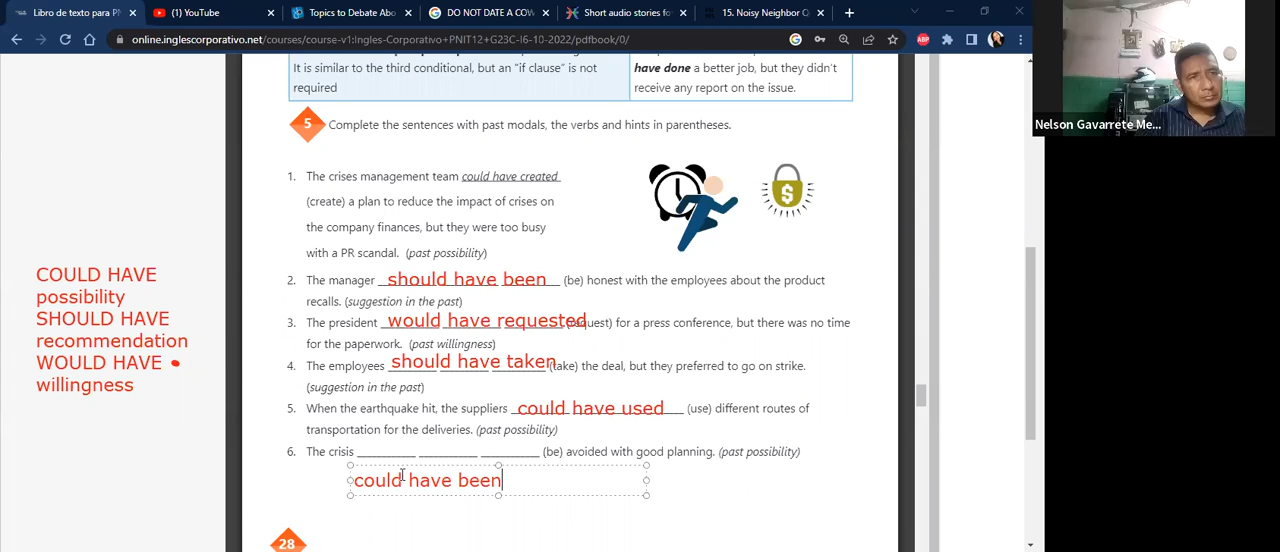 Libro de texto para PN
(1) YouTube
Topics to Debate Abo
DO NOT DATE A COW
Short audio stories for
15. Noisy Neighbor Q
online.inglescorporativo.net/courses/course-v1:Ingles-Corporativo+PNIT12+G23C-I6-10-2022/pdfbook/0/
ABP
It is similar to the third conditional, but an "if clause" is not
required
have done a better job, but they didn't
receive any report on the issue.
Nelson Gavarrete Me...
5 Complete the sentences with past modals, the verbs and hints in parentheses.
1. The crises management team could have created
(create) a plan to reduce the impact of crises on
the company finances, but they were too busy
with a PR scandal. (past possibility)
$
COULD HAVE
possibility
SHOULD HAVE
recommendation
WOULD HAVE
willingness
2. The manager should have been (be) honest with the employees about the product
recalls. (suggestion in the past)
3. The president would have requested (request) for a press conference, but there was no time
for the paperwork. (past willingness)
4. The employees should have taken (take) the deal, but they preferred to go on strike.
(suggestion in the past)
5. When the earthquake hit, the suppliers could have used (use) different routes of
transportation for the deliveries. (past possibility)
6. The crisis ____________ ____________ ____________ (be) avoided with good planning. (past possibility)
could have been
28